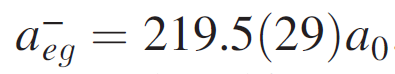 $a_{eg}^{-} = 219.5(29)a_0$